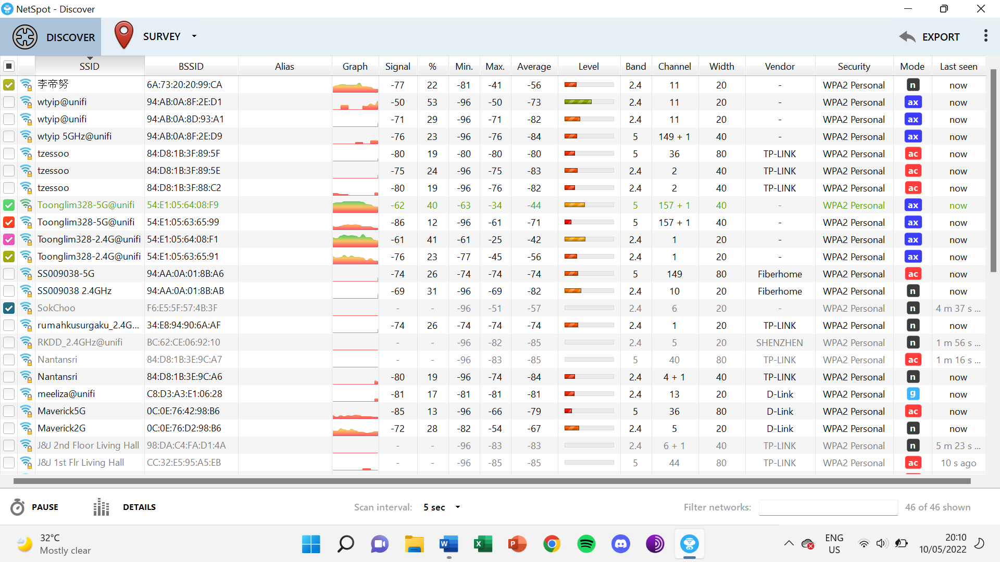 NetSpot - Discover
DISCOVER SURVEY EXPORT
SSID BSSID Alias Graph Signal % Min. Max. Average Level Band Channel Width Vendor Security Mode Last seen
李帝努 6A:73:20:20:99:CA -77 22 -81 -41 -56 2.4 11 20 - WPA2 Personal n now
wtyip@unifi 94:AB:0A:8F:2E:D1 -50 53 -96 -50 -73 2.4 11 20 - WPA2 Personal ax now
wtyip@unifi 94:AB:0A:8D:93:A1 -71 29 -96 -71 -82 2.4 11 20 - WPA2 Personal ax now
wtyip 5GHz@unifi 94:AB:0A:8F:2E:D9 -76 23 -96 -76 -84 5 149 + 1 40 - WPA2 Personal ax now
tzessoo 84:D8:1B:3F:89:5F -80 19 -80 -80 -80 5 36 80 TP-LINK WPA2 Personal ac now
tzessoo 84:D8:1B:3F:89:5E -75 24 -96 -75 -83 2.4 2 40 TP-LINK WPA2 Personal ac now
tzessoo 84:D8:1B:3F:88:C2 -80 19 -96 -76 -82 2.4 2 40 TP-LINK WPA2 Personal ac now
Toonglim328-5G@unifi 54:E1:05:64:08:F9 -62 40 -63 -34 -44 5 157 + 1 40 - WPA2 Personal ax now
Toonglim328-5G@unifi 54:E1:05:63:65:99 -86 12 -96 -61 -71 5 157 + 1 40 - WPA2 Personal ax now
Toonglim328-2.4G@unifi 54:E1:05:64:08:F1 -61 41 -61 -25 -42 2.4 1 20 - WPA2 Personal ax now
Toonglim328-2.4G@unifi 54:E1:05:63:65:91 -76 23 -77 -45 -56 2.4 1 20 - WPA2 Personal ax now
SS009038-5G 94:AA:0A:01:8B:A6 -74 26 -74 -74 -74 5 149 80 Fiberhome WPA2 Personal ac now
SS009038 2.4GHz 94:AA:0A:01:8B:AB -69 31 -96 -69 -82 2.4 10 20 Fiberhome WPA2 Personal n now
SokChoo F6:E5:5F:57:4B:3F - - -96 -51 -57 2.4 6 20 - WPA2 Personal n 4 m 37 s ...
rumahkusurgaku_2.4G... 34:E8:94:90:6A:AF -74 26 -74 -74 -74 2.4 1 20 TP-LINK WPA2 Personal n now
RKDD_2.4GHz@unifi BC:62:CE:06:92:10 - - -96 -82 -85 2.4 5 20 SHENZHEN WPA2 Personal n 1 m 56 s ...
Nantansri 84:D8:1B:3E:9C:A7 - - -96 -83 -85 5 40 80 TP-LINK WPA2 Personal ac 1 m 16 s ...
Nantansri 84:D8:1B:3E:9C:A6 -80 19 -96 -74 -84 2.4 4 + 1 40 TP-LINK WPA2 Personal n now
meeliza@unifi C8:D3:A3:E1:06:28 -81 17 -81 -81 -81 2.4 13 20 D-Link WPA2 Personal g now
Maverick5G 0C:0E:76:42:98:B6 -85 13 -96 -66 -79 5 36 80 D-Link WPA2 Personal ac now
Maverick2G 0C:0E:76:D2:98:B6 -72 28 -82 -54 -67 2.4 5 20 D-Link WPA2 Personal n now
J&J 2nd Floor Living Hall 98:DA:C4:FA:D1:4A - - -96 -83 -83 2.4 6 + 1 40 TP-LINK WPA2 Personal n 5 m 23 s ...
J&J 1st Flr Living Hall CC:32:E5:95:A5:EB - - -96 -85 -85 5 44 80 TP-LINK WPA2 Personal ac 10 s ago
PAUSE DETAILS Scan interval: 5 sec Filter networks: 46 of 46 shown
32°C
Mostly clear
W X P
ENG
US
20:10
10/05/2022